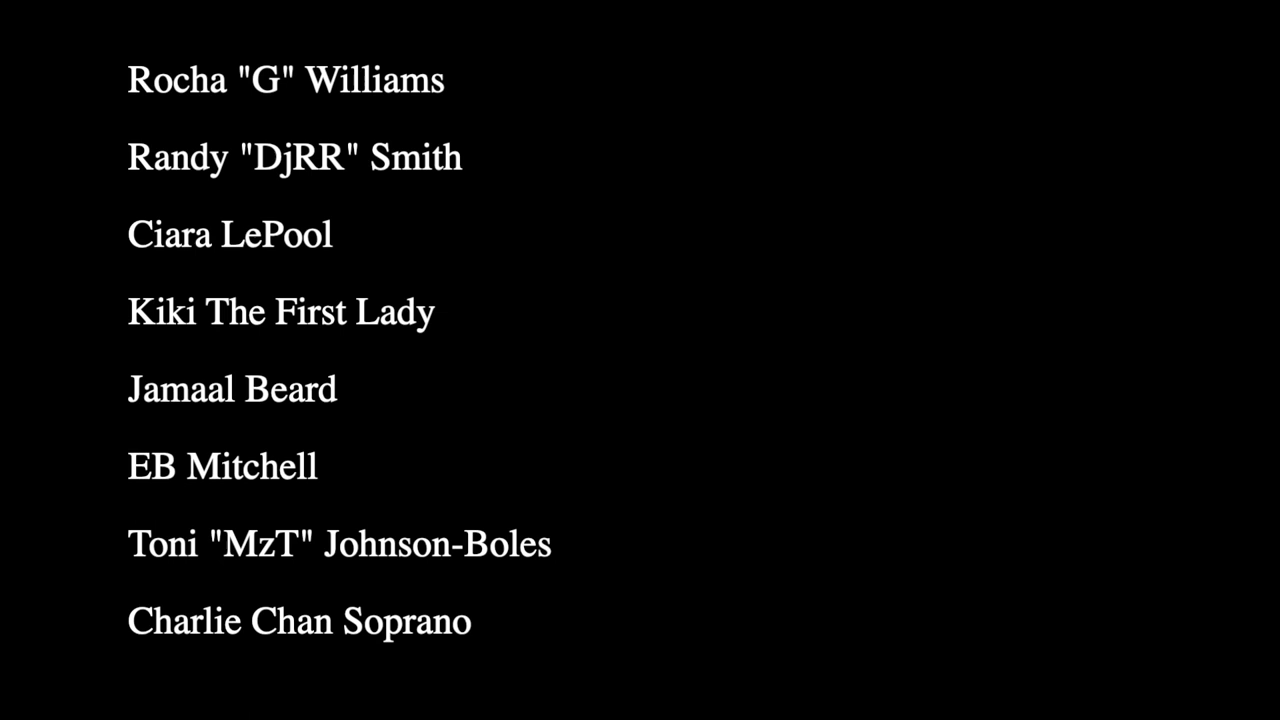 Rocha "G" Williams
Randy "DjRR" Smith
Ciara LePool
Kiki The First Lady
Jamaal Beard
EB Mitchell
Toni "MzT" Johnson-Boles
Charlie Chan Soprano